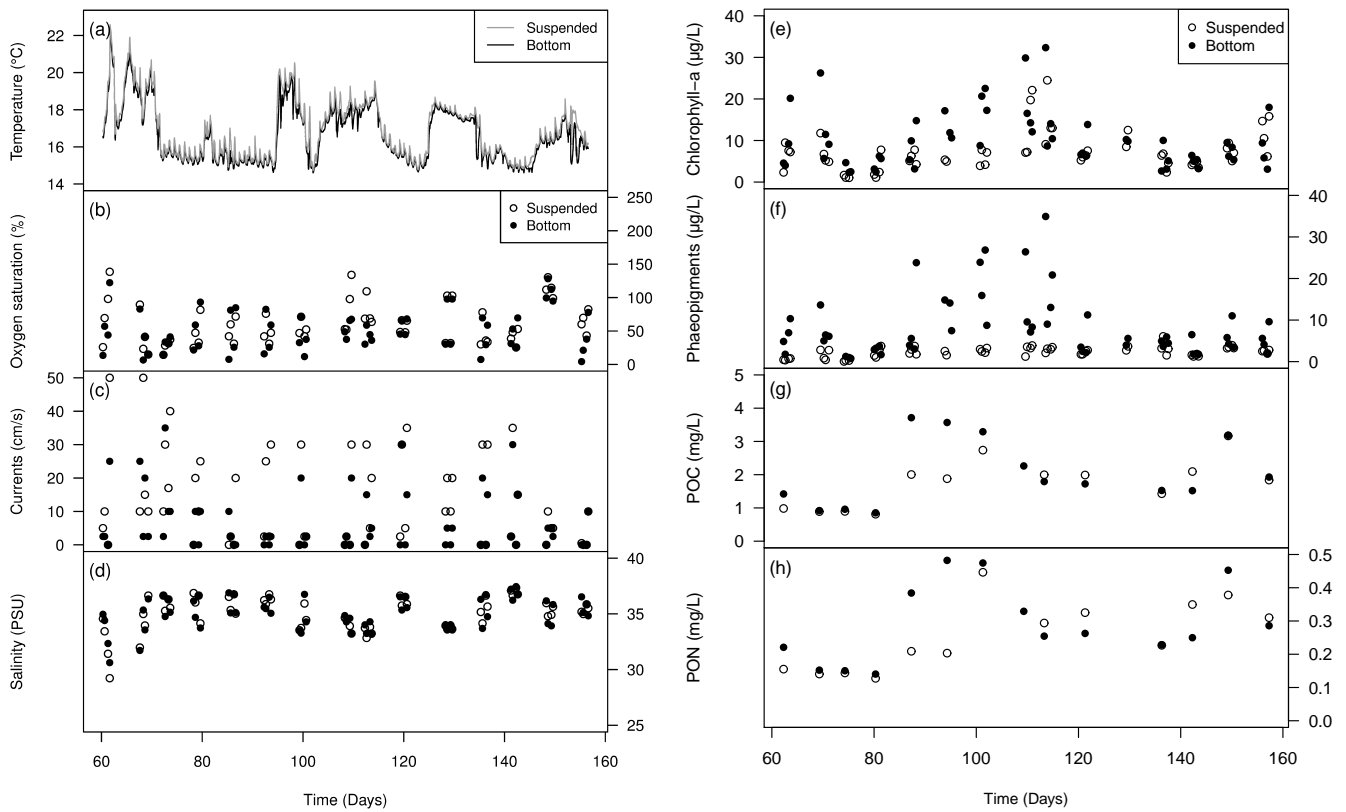 (a)
Suspended
Bottom
Temperature (°C)
22
20
18
16
14
(b)
Suspended
Bottom
Oxygen saturation (%)
250
200
150
100
50
0
(c)
Currents (cm/s)
50
40
30
20
10
0
(d)
Salinity (PSU)
40
35
30
25
60 80 100 120 140 160
Time (Days)
(e)
Suspended
Bottom
Chlorophyll−a (µg/L)
40
30
20
10
0
(f)
Phaeopigments (µg/L)
40
30
20
10
0
(g)
POC (mg/L)
5
4
3
2
1
0
(h)
PON (mg/L)
0.5
0.4
0.3
0.2
0.1
0.0
60 80 100 120 140 160
Time (Days)